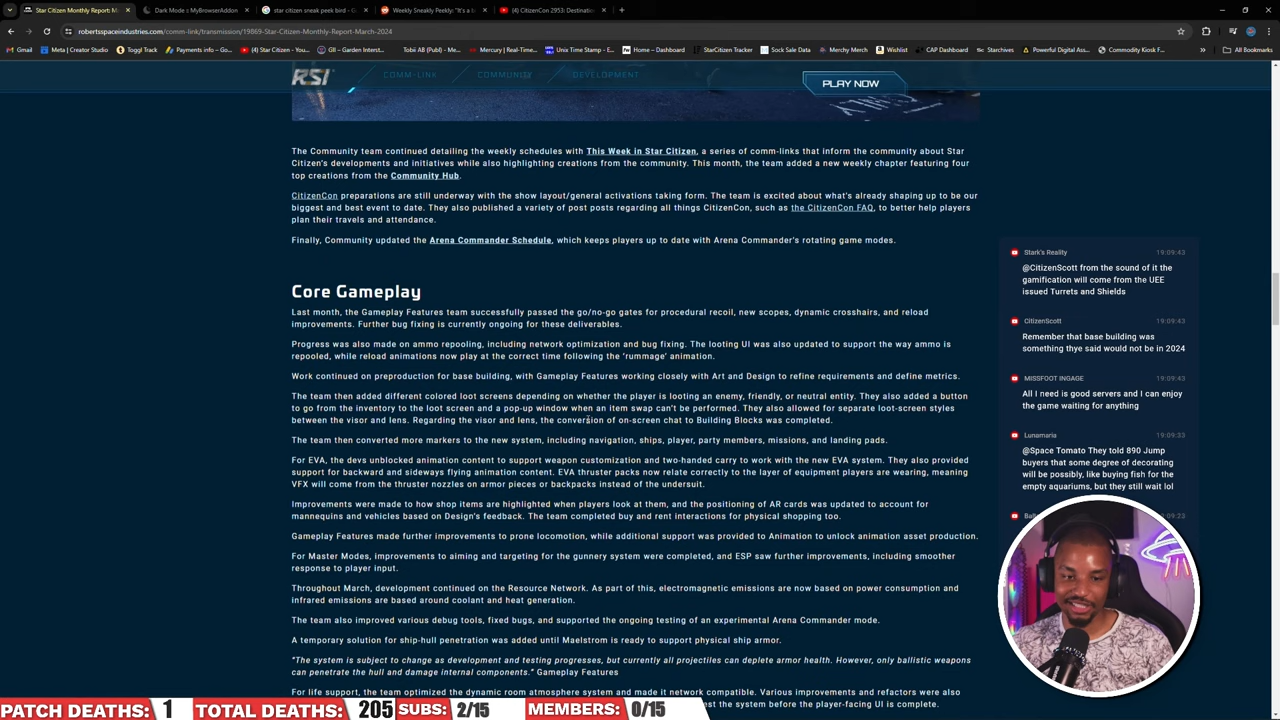 Star Citizen Monthly Report: Ma
Dark Mode :: MyBrowserAddon
star citizen sneak peek bird - G
Weekly Sneakly Peekly: "It's a b
(4) CitizenCon 2953: Destinatio
robertsspaceindustries.com/comm-link/transmission/19869-Star-Citizen-Monthly-Report-March-2024
Gmail
Meta | Creator Studio
Toggl Track
(4) Star Citizen - You...
Tobii AB (Publ) - Me...
Mercury | Real-Time...
Unix Time Stamp - E...
Home – Dashboard
StarCitizen Tracker
Sock Sale Data
Merchy Merch
Wishlist
CAP Dashboard
Starchives
Powerful Digital Ass...
Commodity Kiosk F...
All Bookmarks
RSI
COMM-LINK
COMMUNITY
DEVELOPMENT
PLAY NOW
The Community team continued detailing the weekly schedules with This Week in Star Citizen, a series of comm-links that inform the community about Star
Citizen's developments and initiatives while also highlighting creations from the community. This month, the team added a new weekly chapter featuring four
top creations from the Community Hub.
CitizenCon preparations are still underway with the show layout/general activations taking form. The team is excited about what's already shaping up to be our
biggest and best event to date. They also published a variety of post posts regarding all things CitizenCon, such as the CitizenCon FAQ, to better help players
plan their travels and attendance.
Finally, Community updated the Arena Commander Schedule, which keeps players up to date with Arena Commander's rotating game modes.
Core Gameplay
Last month, the Gameplay Features team successfully passed the go/no-go gates for procedural recoil, new scopes, dynamic crosshairs, and reload
improvements. Further bug fixing is currently ongoing for these deliverables.
Progress was also made on ammo repooling, including network optimization and bug fixing. The looting UI was also updated to support the way ammo is
repooled, while reload animations now play at the correct time following the 'rummage' animation.
Work continued on preproduction for base building, with Gameplay Features working closely with Art and Design to refine requirements and define metrics.
The team then added different colored loot screens depending on whether the player is looting an enemy, friendly, or neutral entity. They also added a button
to go from the inventory to the loot screen and a pop-up window when an item swap can't be performed. They also allowed for separate loot-screen styles
between the visor and lens. Regarding the visor and lens, the conversion of on-screen chat to Building Blocks was completed.
The team then converted more markers to the new system, including navigation, ships, player, party members, missions, and landing pads.
For EVA, the devs unblocked animation content to support weapon customization and two-handed carry to work with the new EVA system. They also provided
support for backward and sideways flying animation content. EVA thruster packs now relate correctly to the layer of equipment players are wearing, meaning
VFX will come from the thruster nozzles on armor pieces or backpacks instead of the undersuit.
Improvements were made to how shop items are highlighted when players look at them, and the positioning of AR cards was updated to account for
mannequins and vehicles based on Design's feedback. The team completed buy and rent interactions for physical shopping too.
Gameplay Features made further improvements to prone locomotion, while additional support was provided to Animation to unlock animation asset production.
For Master Modes, improvements to aiming and targeting for the gunnery system were completed, and ESP saw further improvements, including smoother
response to player input.
Throughout March, development continued on the Resource Network. As part of this, electromagnetic emissions are now based on power consumption and
infrared emissions are based around coolant and heat generation.
The team also improved various debug tools, fixed bugs, and supported the ongoing testing of an experimental Arena Commander mode.
A temporary solution for ship-hull penetration was added until Maelstrom is ready to support physical ship armor.
"The system is subject to change as development and testing progresses, but currently all projectiles can deplete armor health. However, only ballistic weapons
can penetrate the hull and damage internal components." Gameplay Features
For life support, the team optimized the dynamic room atmosphere system and made it network compatible. Various improvements and refactors were also
est the system before the player-facing UI is complete.
Stark's Reality 19:09:43
@CitizenScott from the sound of it the
gamification will come from the UEE
issued Turrets and Shields
CitizenScott 19:09:43
Remember that base building was
something thye said would not be in 2024
MISSFOOT INGAGE 19:09:43
All I need is good servers and I can enjoy
the game waiting for anything
Lunamaria 19:09:43
@Space Tomato They told 890 Jump
buyers that some degree of decorating
will be possibly, like buying fish for the
empty aquariums, but they still wait lol
19:09:23
PATCH DEATHS: 1
TOTAL DEATHS: 205
SUBS: 2/15
MEMBERS: 0/15